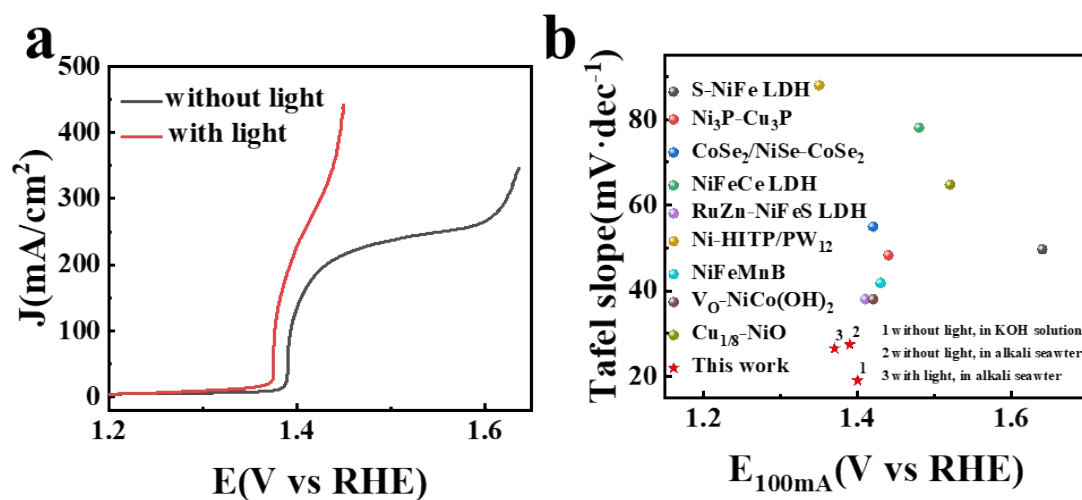 a
500
400
300
200
100
0
1.2
1.4
1.6
J(mA/cm²)
E(V vs RHE)
without light
with light
b
80
60
40
20
1.2
1.4
1.6
Tafel slope(mV·dec⁻¹)
E₁₀₀mA(V vs RHE)
S-NiFe LDH
Ni₃P-Cu₃P
CoSe₂/NiSe-CoSe₂
NiFeCe LDH
RuZn-NiFeS LDH
Ni-HITP/PW₁₂
NiFeMnB
V_O-NiCo(OH)₂
Cu₁/₈-NiO
This work
3
2
1
1 without light, in KOH solution
2 without light, in alkali seawter
3 with light, in alkali seawter